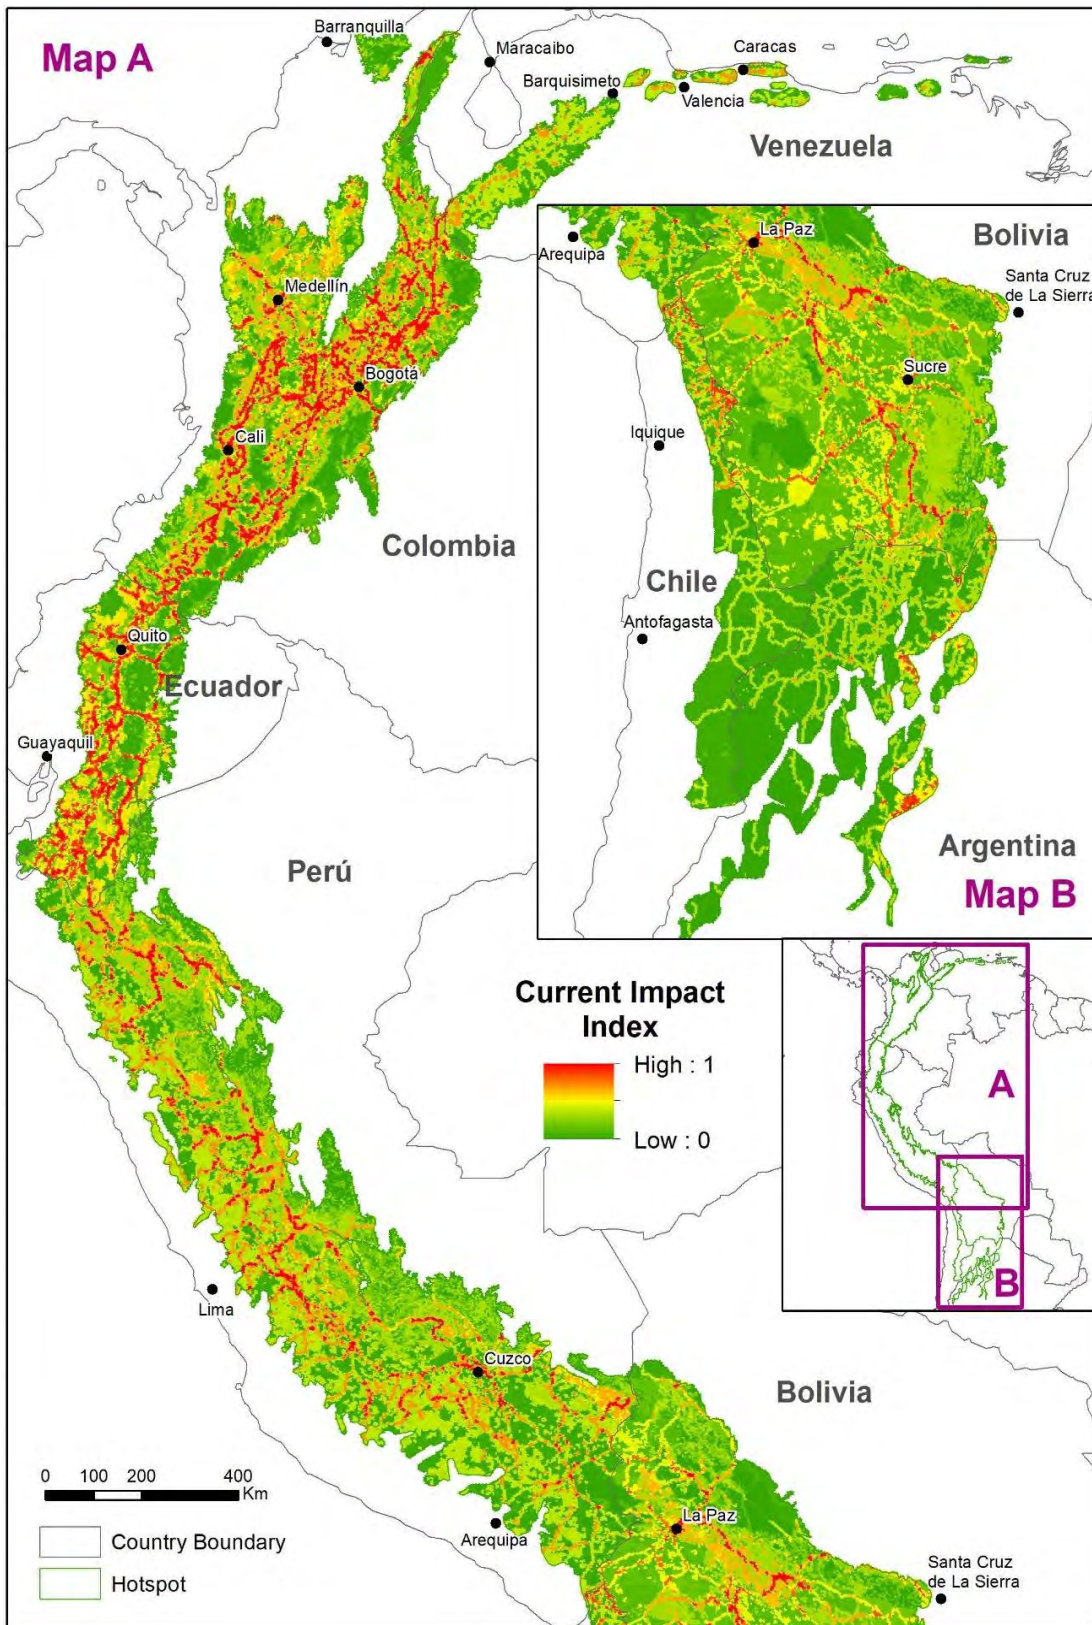 Map A
Barranquilla
Maracaibo
Caracas
Barquisimeto
Valencia
Venezuela
Medellín
Bogotá
Cali
Colombia
Quito
Ecuador
Guayaquil
Perú
Lima
Cuzco
Bolivia
Arequipa
La Paz
Santa Cruz
de La Sierra
La Paz
Bolivia
Arequipa
Santa Cruz
de La Sierra
Sucre
Iquique
Chile
Antofagasta
Argentina
Map B
Current Impact
Index
High : 1
Low : 0
A
B
0 100 200 400
Km
Country Boundary
Hotspot